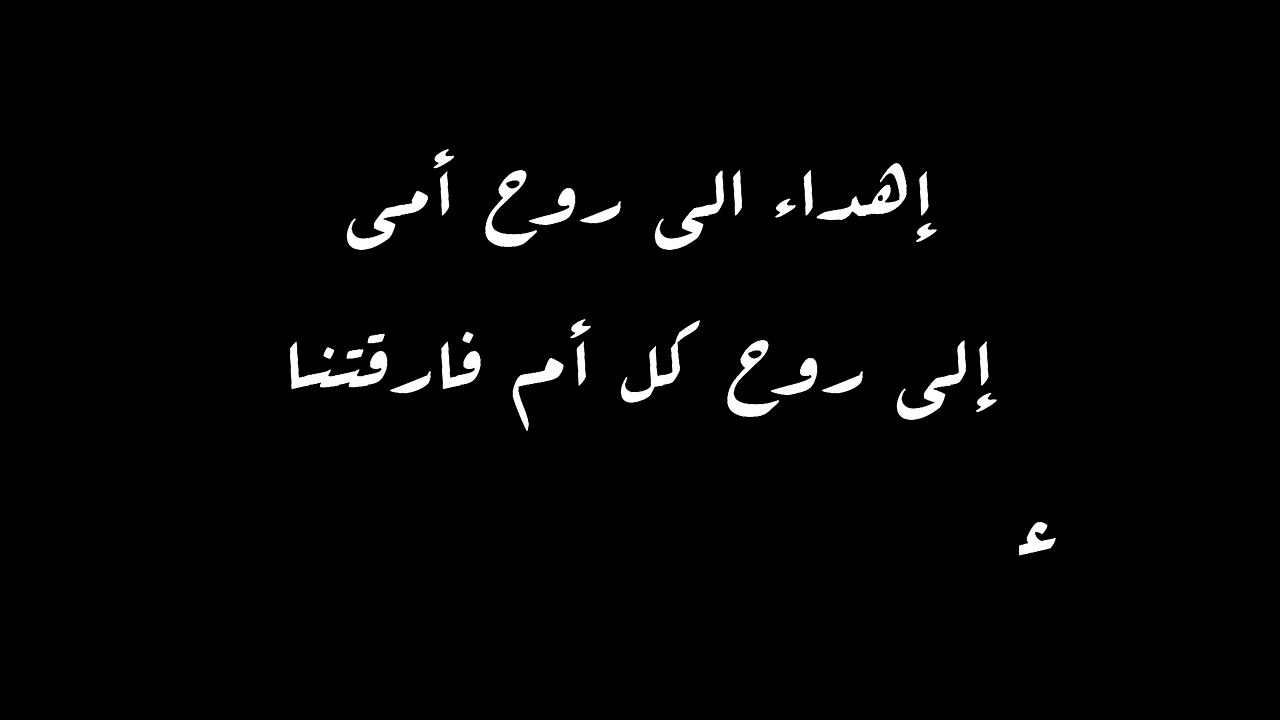 إهداء الى روح أمى
إلى روح كل أم فارقتنا